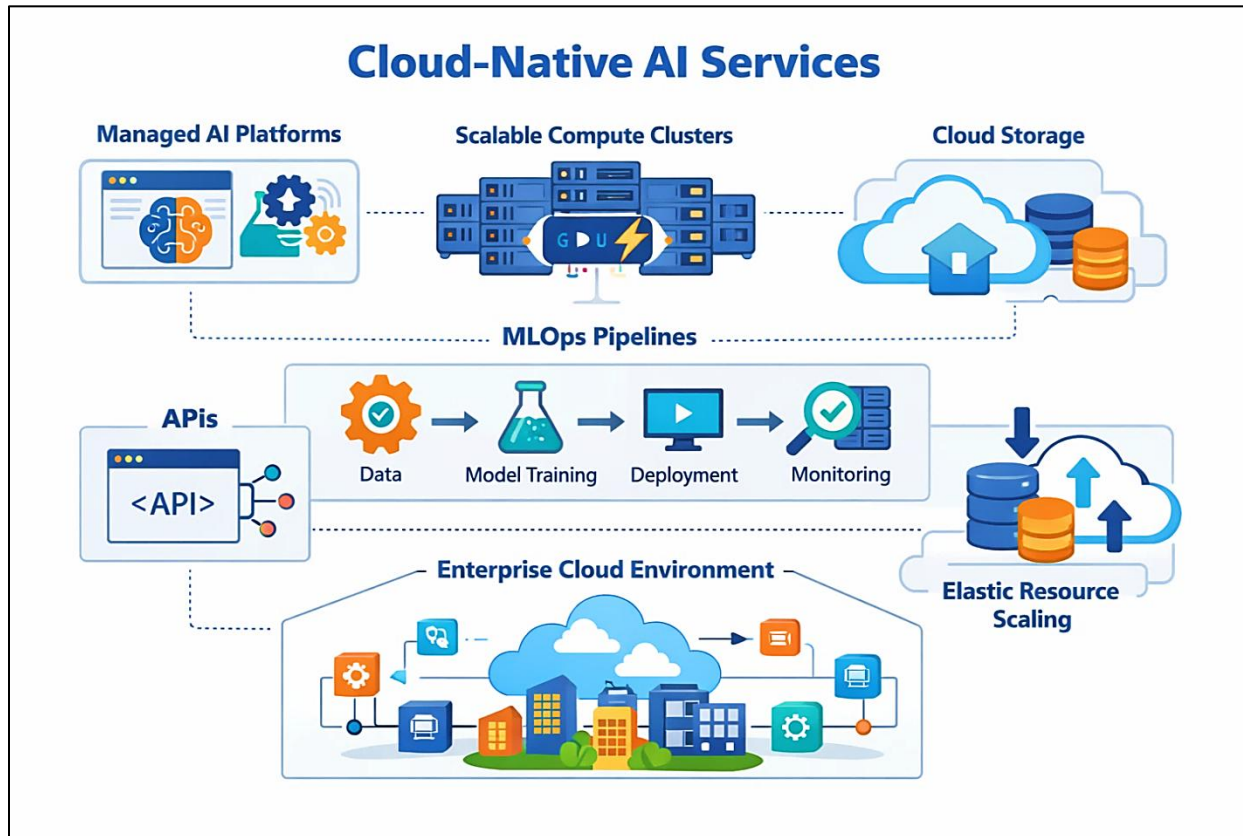 Cloud-Native AI Services
Managed AI Platforms
Scalable Compute Clusters
Cloud Storage
GDU
MLOps Pipelines
APis
<API>
Data
Model Training
Deployment
Monitoring
Elastic Resource
Scaling
Enterprise Cloud Environment